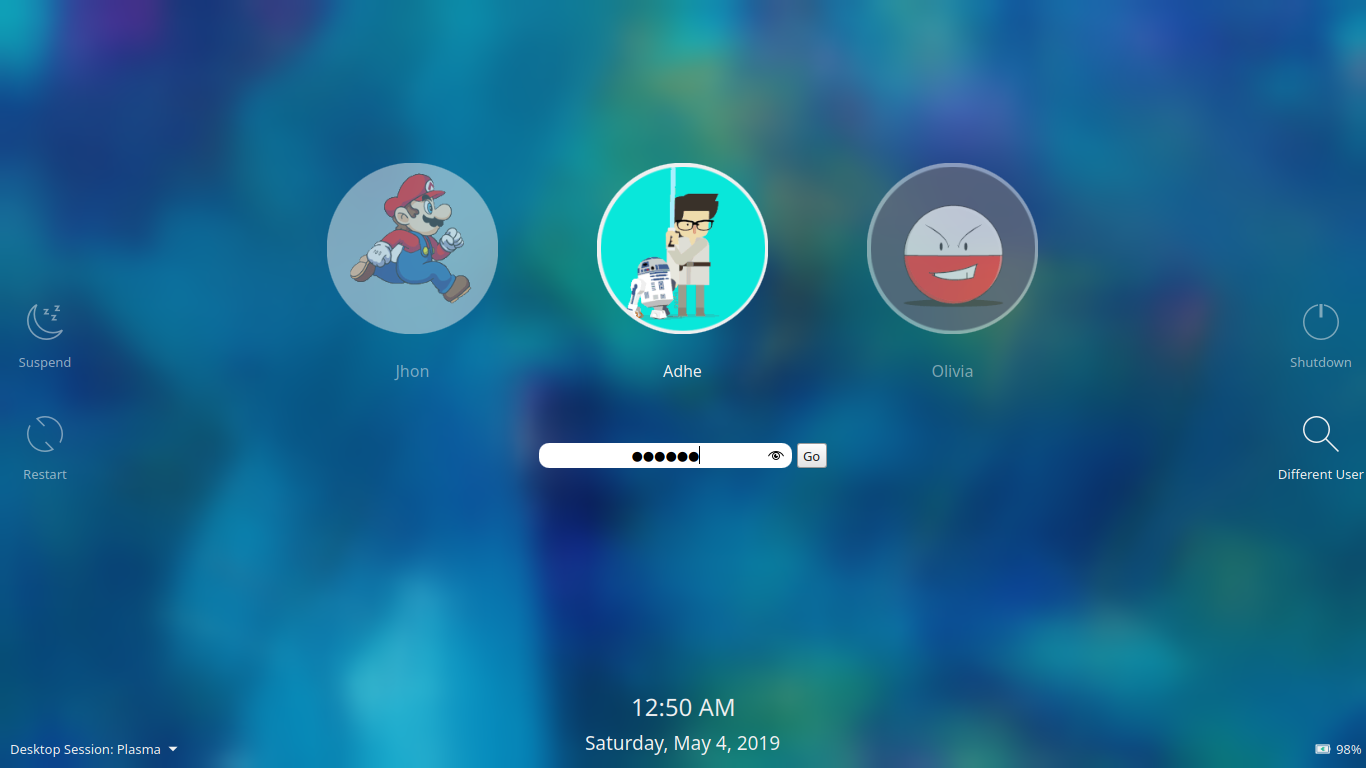 Jhon
Adhe
Olivia
Suspend
Shutdown
Restart
Different User
●●●●●●
Go
12:50 AM
Saturday, May 4, 2019
Desktop Session: Plasma
98%